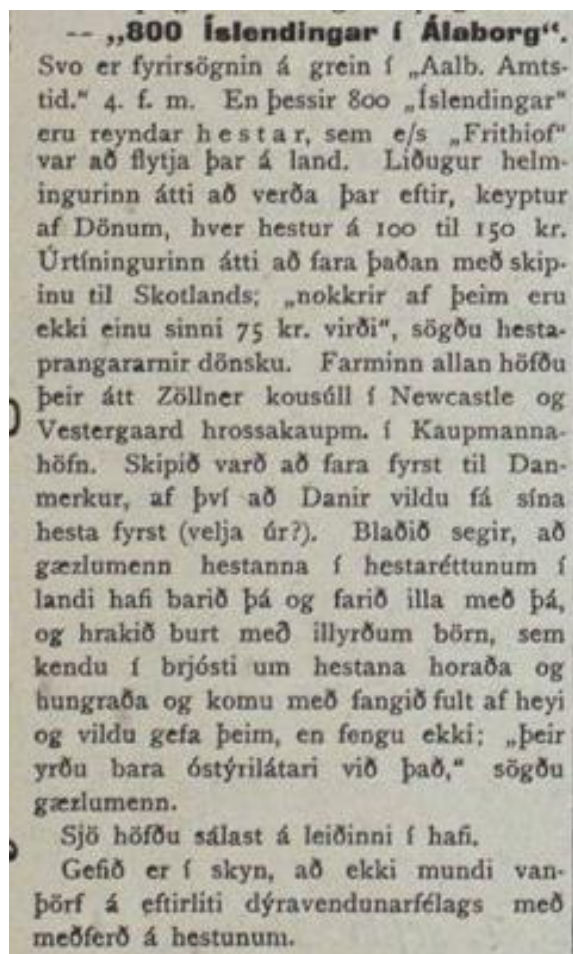 -- „800 Íslendingar í Álaborg“.
Svo er fyrirsögnin á grein í „Aalb. Amts-
tid.“ 4. f. m. En þessir 800 „Íslendingar“
eru reyndar hestar, sem e/s „Frithiof“
var að flytja þar á land. Liðugur helm-
ingurinn átti að verða þar eftir, keyptur
af Dönum, hver hestur á 100 til 150 kr.
Úrtíningurinn átti að fara þaðan með skip-
inu til Skotlands; „nokkrir af þeim eru
ekki einu sinni 75 kr. virði“, sögðu hesta-
prangararnir dönsku. Farminn allan höfðu
þeir átt Zöllner kousúll í Newcastle og
Vestergaard hrossakaupm. í Kaupmanna-
höfn. Skipið varð að fara fyrst til Dan-
merkur, af því að Danir vildu fá sína
hesta fyrst (velja úr?). Blaðið segir, að
gæzlumenn hestanna í hestaréttunum í
landi hafi barið þá og farið illa með þá,
og hrakið burt með illyrðum börn, sem
kendu í brjósti um hestana horaða og
hungraða og komu með fangið fult af heyi
og vildu gefa þeim, en fengu ekki; „þeir
yrðu bara óstýrilátari við það,“ sögðu
gæzlumenn.
Sjö höfðu sálast á leiðinni í hafi.
Gefið er í skyn, að ekki mundi van-
þörf á eftirliti dýravendunarfélags með
meðferð á hestunum.